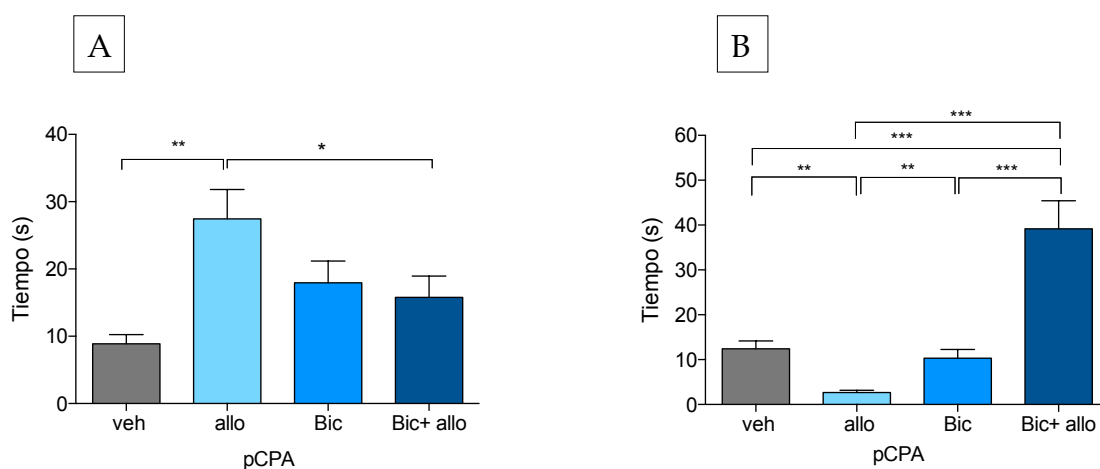 A
B
40
30
20
10
0
Tiempo (s)
**
*
veh allo Bic Bic+ allo
pCPA
60
50
40
30
20
10
0
Tiempo (s)
***
***
** ** ***
veh allo Bic Bic+ allo
pCPA